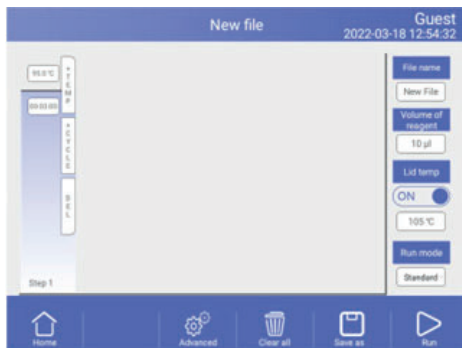 New file
Guest
2022-03-18 12:54:32
95.0 ℃
+TEMP
00:03:00
+CYCLE
DEL
Step 1
File name
New File
Volume of
reagent
10 μl
Lid temp
ON
105 ℃
Run mode
Standard
Home
Advanced
Clear all
Save as
Run